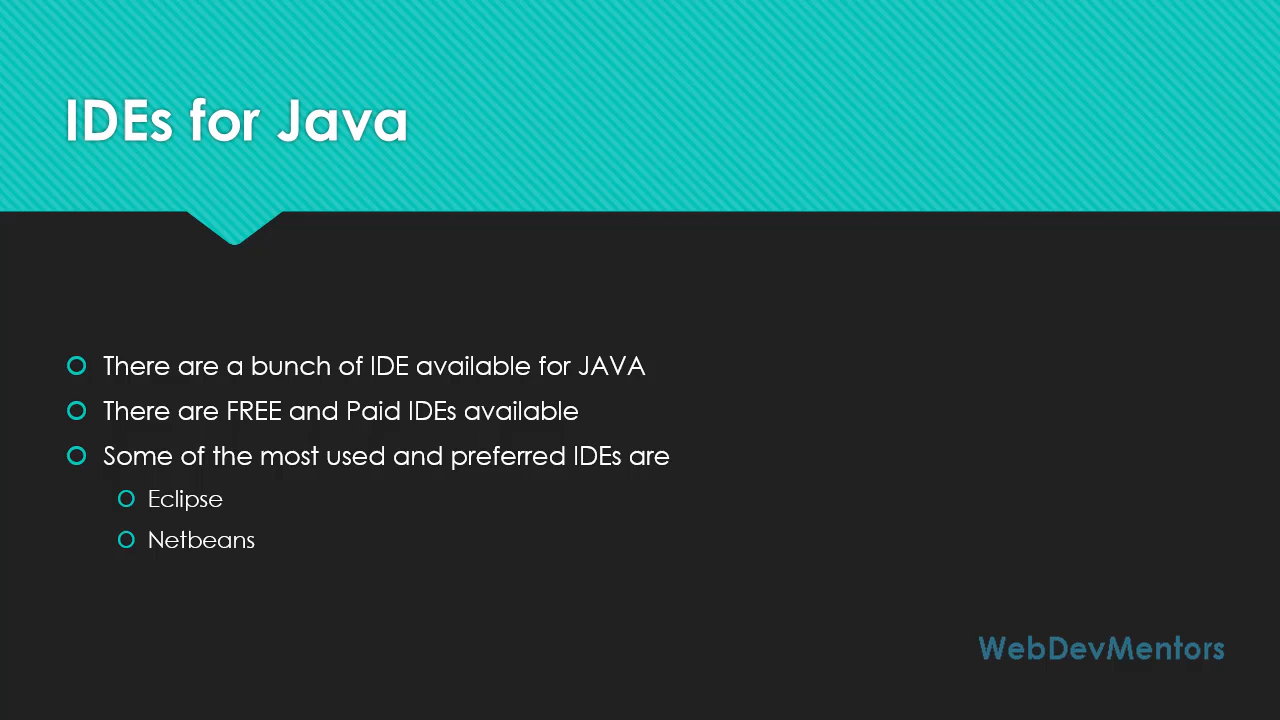 IDEs for Java
There are a bunch of IDE available for JAVA
There are FREE and Paid IDEs available
Some of the most used and preferred IDEs are
Eclipse
Netbeans
WebDevMentors